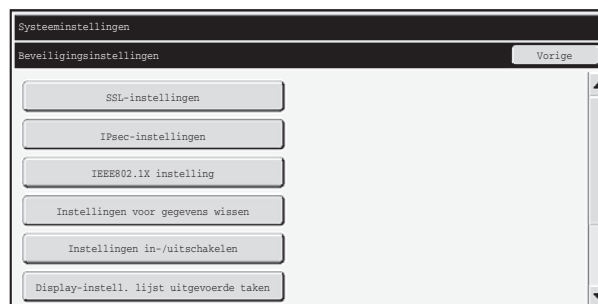 Systeeminstellingen
Beveiligingsinstellingen
Vorige
SSL-instellingen
IPsec-instellingen
IEEE802.1X instelling
Instellingen voor gegevens wissen
Instellingen in-/uitschakelen
Display-instell. lijst uitgevoerde taken